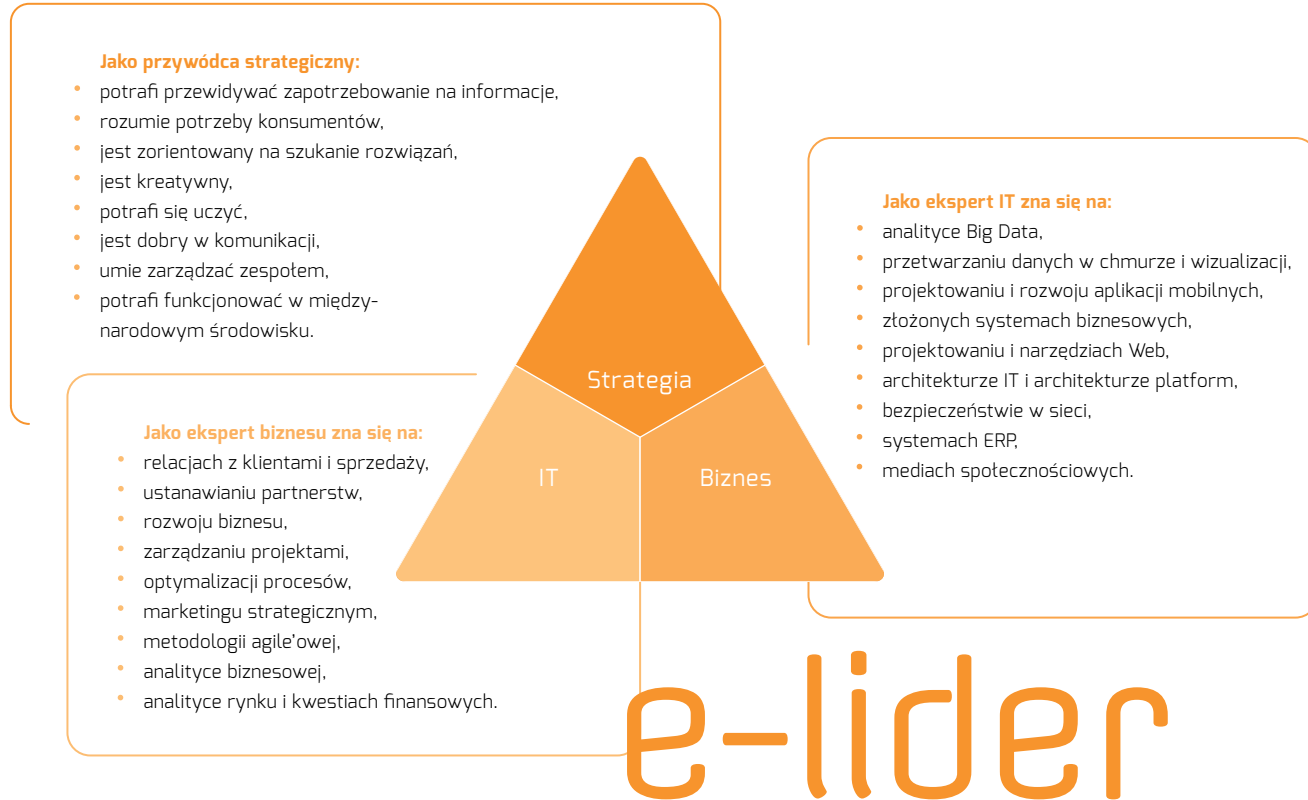 Jako przywódca strategiczny:
• potrafi przewidywać zapotrzebowanie na informacje,
• rozumie potrzeby konsumentów,
• jest zorientowany na szukanie rozwiązań,
• jest kreatywny,
• potrafi się uczyć,
• jest dobry w komunikacji,
• umie zarządzać zespołem,
• potrafi funkcjonować w między-
narodowym środowisku.
Jako ekspert IT zna się na:
• analityce Big Data,
• przetwarzaniu danych w chmurze i wizualizacji,
• projektowaniu i rozwoju aplikacji mobilnych,
• złożonych systemach biznesowych,
• projektowaniu i narzędziach Web,
• architekturze IT i architekturze platform,
• bezpieczeństwie w sieci,
• systemach ERP,
• mediach społecznościowych.
Strategia
IT
Biznes
Jako ekspert biznesu zna się na:
• relacjach z klientami i sprzedaży,
• ustanawianiu partnerstw,
• rozwoju biznesu,
• zarządzaniu projektami,
• optymalizacji procesów,
• marketingu strategicznym,
• metodologii agile'owej,
• analityce biznesowej,
• analityce rynku i kwestiach finansowych.
e-lider